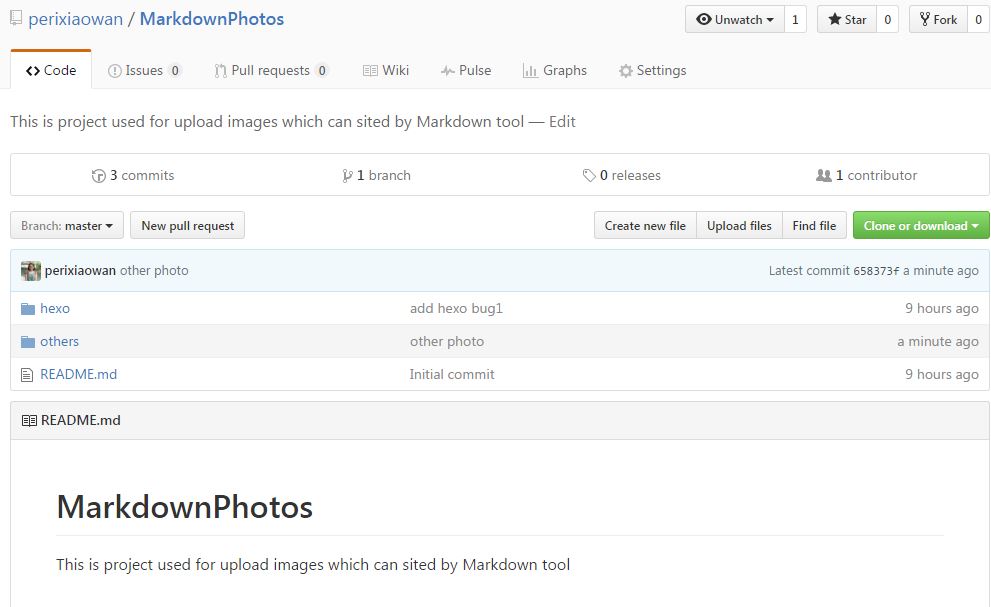 perixiaowan / MarkdownPhotos Unwatch 1 Star 0 Fork 0
Code Issues 0 Pull requests 0 Wiki Pulse Graphs Settings
This is project used for upload images which can sited by Markdown tool — Edit
3 commits 1 branch 0 releases 1 contributor
Branch: master New pull request Create new file Upload files Find file Clone or download
perixiaowan other photo Latest commit 658373f a minute ago
hexo add hexo bug1 9 hours ago
others other photo a minute ago
README.md Initial commit 9 hours ago
README.md
MarkdownPhotos
This is project used for upload images which can sited by Markdown tool